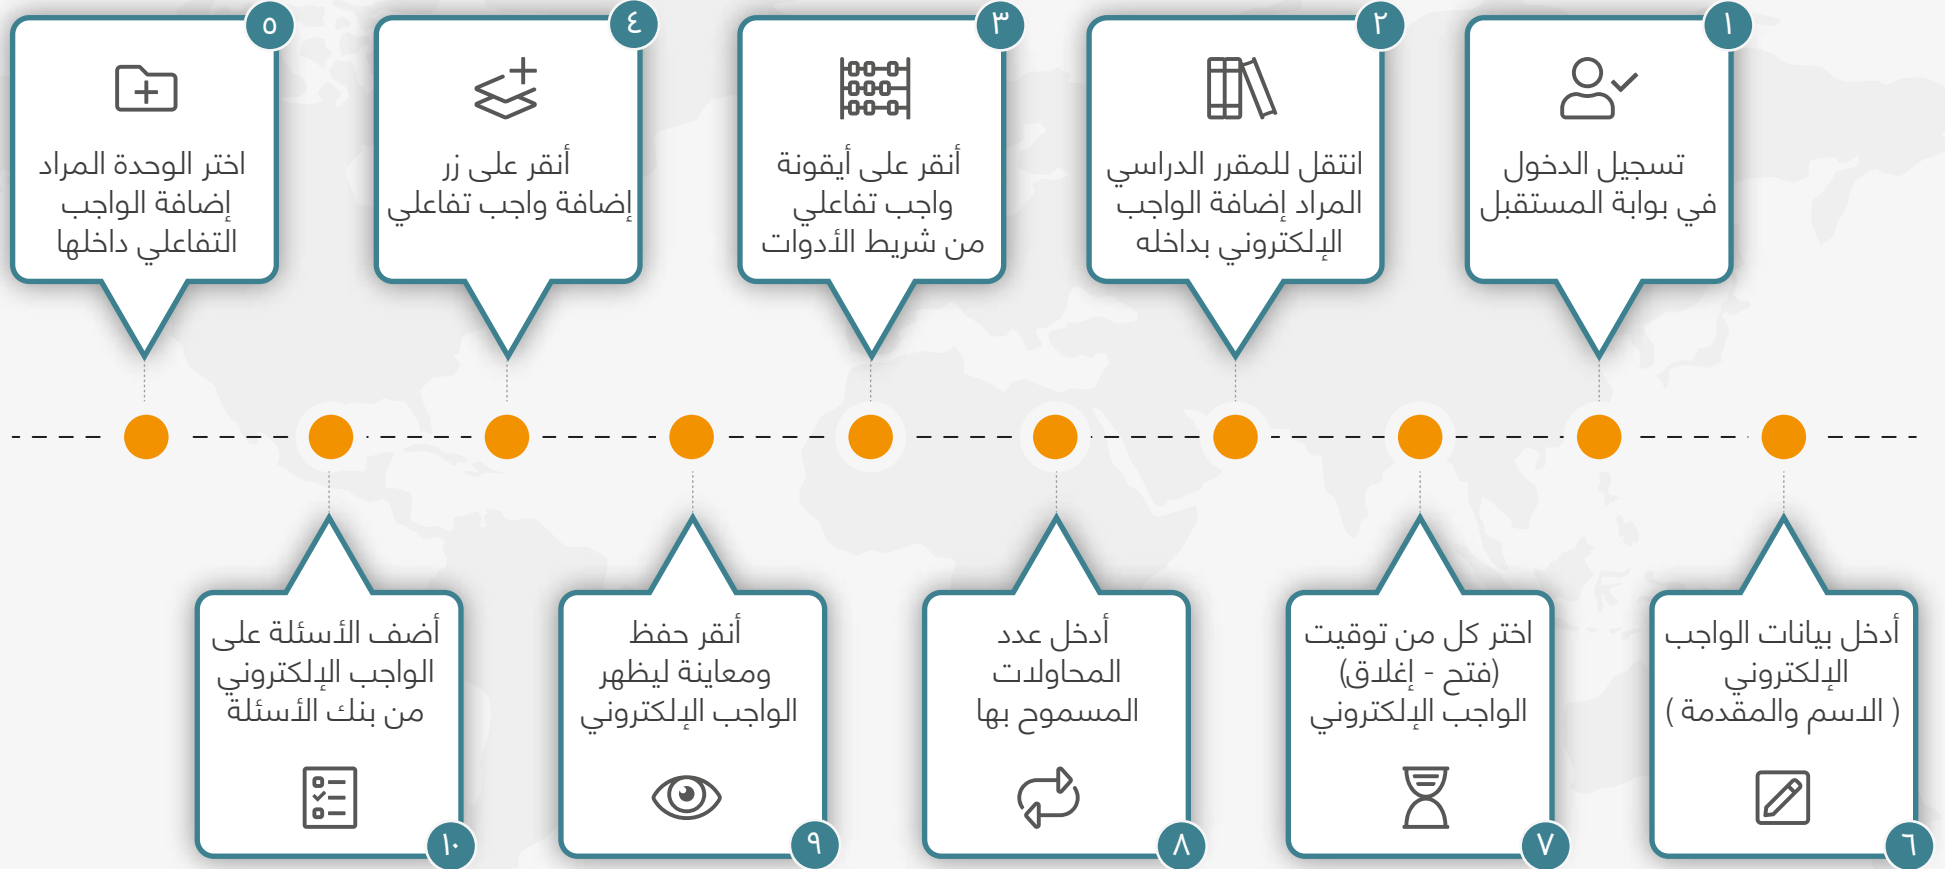 ١
تسجيل الدخول
في بوابة المستقبل
٢
انتقل للمقرر الدراسي
المراد إضافة الواجب
الإلكتروني بداخله
٣
أنقر على أيقونة
واجب تفاعلي
من شريط الأدوات
٤
أنقر على زر
إضافة واجب تفاعلي
٥
اختر الوحدة المراد
إضافة الواجب
التفاعلي داخلها
أدخل بيانات الواجب
الإلكتروني
( الاسم والمقدمة )
٦
اختر كل من توقيت
(فتح - إغلاق)
الواجب الإلكتروني
٧
أدخل عدد
المحاولات
المسموح بها
٨
أنقر حفظ
ومعاينة ليظهر
الواجب الإلكتروني
٩
أضف الأسئلة على
الواجب الإلكتروني
من بنك الأسئلة
١٠